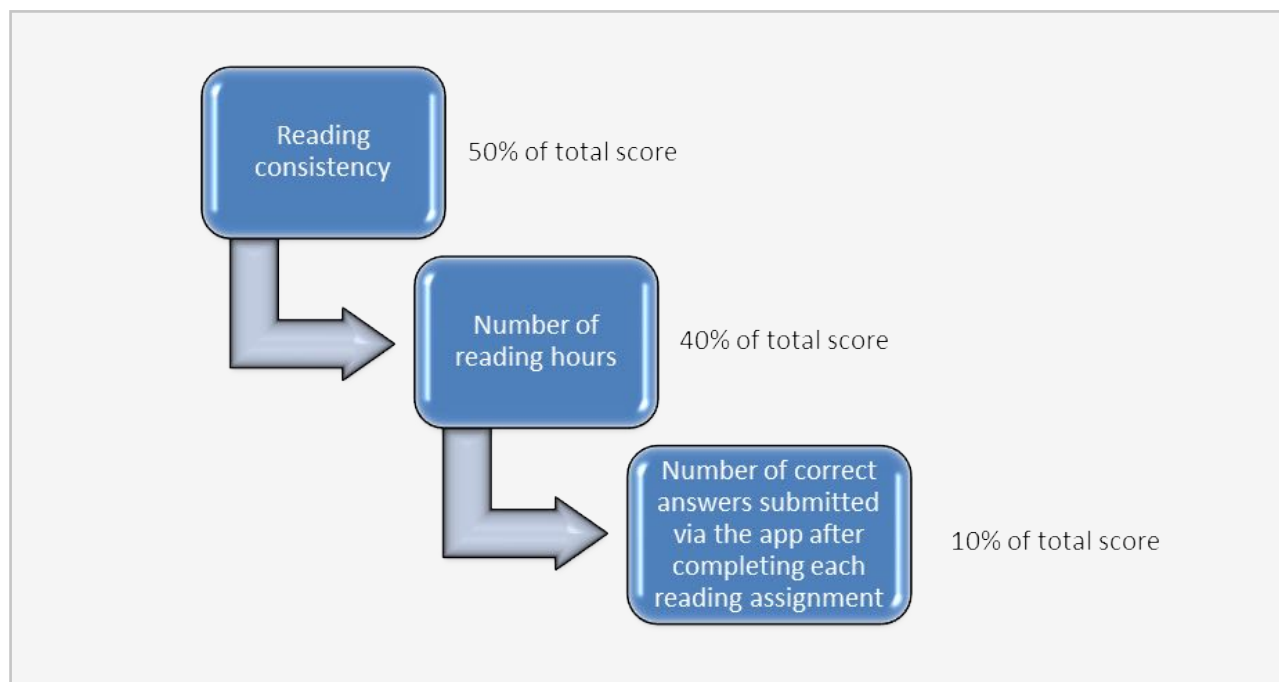 Reading
consistency
50% of total score
Number of
reading hours
40% of total score
Number of correct
answers submitted
via the app after
completing each
reading assignment
10% of total score